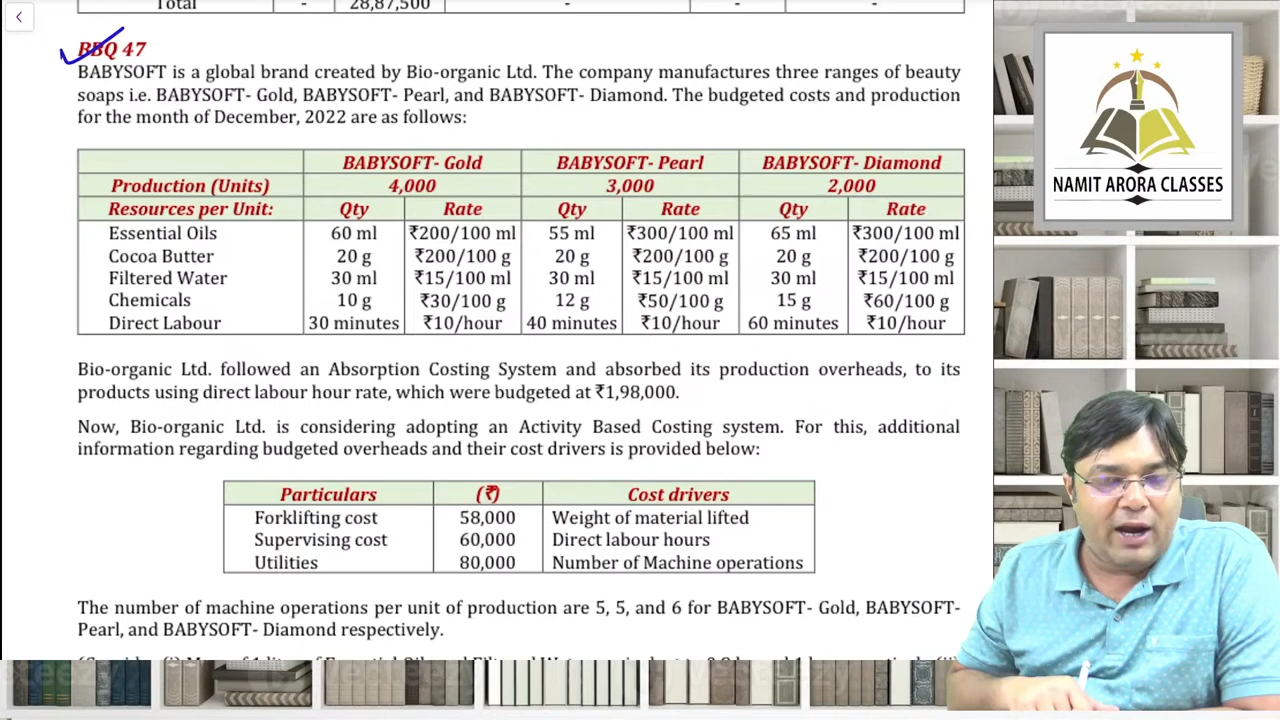 Total - 28,87,500 - - - -
BBQ 47
BABYSOFT is a global brand created by Bio-organic Ltd. The company manufactures three ranges of beauty
soaps i.e. BABYSOFT- Gold, BABYSOFT- Pearl, and BABYSOFT- Diamond. The budgeted costs and production
for the month of December, 2022 are as follows:
BABYSOFT- Gold BABYSOFT- Pearl BABYSOFT- Diamond
Production (Units) 4,000 3,000 2,000
Resources per Unit: Qty Rate Qty Rate Qty Rate
Essential Oils 60 ml ₹200/100 ml 55 ml ₹300/100 ml 65 ml ₹300/100 ml
Cocoa Butter 20 g ₹200/100 g 20 g ₹200/100 g 20 g ₹200/100 g
Filtered Water 30 ml ₹15/100 ml 30 ml ₹15/100 ml 30 ml ₹15/100 ml
Chemicals 10 g ₹30/100 g 12 g ₹50/100 g 15 g ₹60/100 g
Direct Labour 30 minutes ₹10/hour 40 minutes ₹10/hour 60 minutes ₹10/hour
Bio-organic Ltd. followed an Absorption Costing System and absorbed its production overheads, to its
products using direct labour hour rate, which were budgeted at ₹1,98,000.
Now, Bio-organic Ltd. is considering adopting an Activity Based Costing system. For this, additional
information regarding budgeted overheads and their cost drivers is provided below:
Particulars (₹) Cost drivers
Forklifting cost 58,000 Weight of material lifted
Supervising cost 60,000 Direct labour hours
Utilities 80,000 Number of Machine operations
The number of machine operations per unit of production are 5, 5, and 6 for BABYSOFT- Gold, BABYSOFT-
Pearl, and BABYSOFT- Diamond respectively.
NAMIT ARORA CLASSES